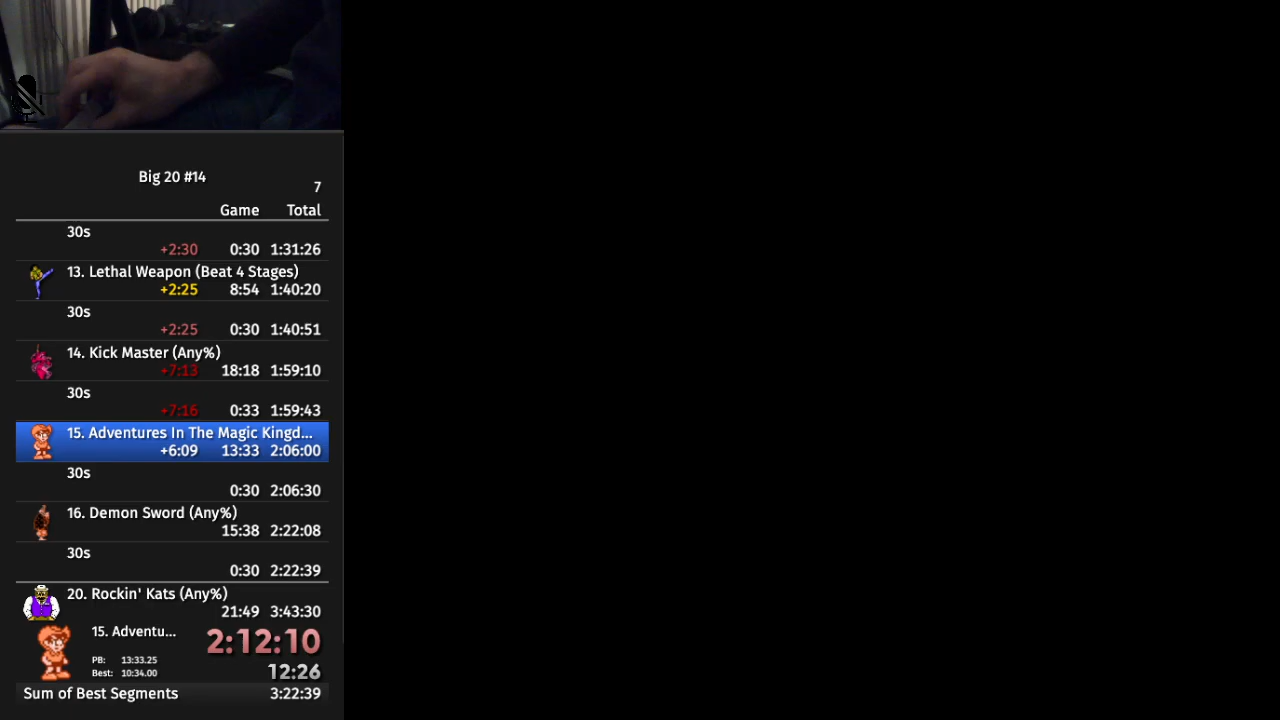 Big 20 #14
7
Game Total
30s
+2:30 0:30 1:31:26
13. Lethal Weapon (Beat 4 Stages)
+2:25 8:54 1:40:20
30s
+2:25 0:30 1:40:51
14. Kick Master (Any%)
+7:13 18:18 1:59:10
30s
+7:16 0:33 1:59:43
15. Adventures In The Magic Kingd...
+6:09 13:33 2:06:00
30s
0:30 2:06:30
16. Demon Sword (Any%)
15:38 2:22:08
30s
0:30 2:22:39
20. Rockin' Kats (Any%)
21:49 3:43:30
15. Adventu... 2:12:10
PB: 13:33.25
Best: 10:34.00
12:26
Sum of Best Segments 3:22:39